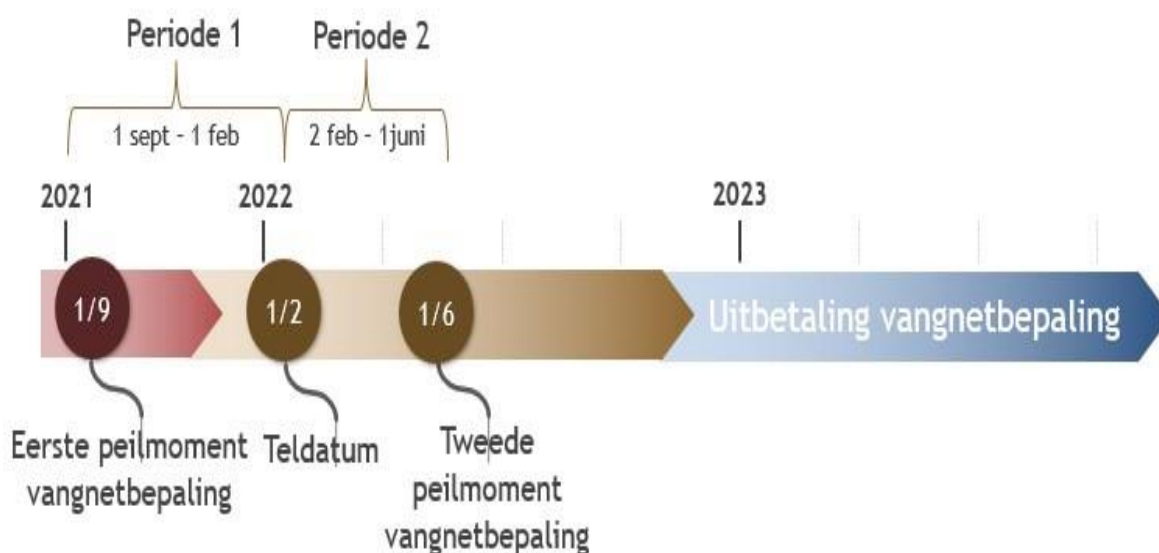 Periode 1
Periode 2
1 sept - 1 feb
2 feb - 1juni
2021
2022
2023
1/9
1/2
1/6
Uitbetaling vangnetbepaling
Eerste peilmoment
vangnetbepaling
Teldatum
Tweede
peilmoment
vangnetbepaling